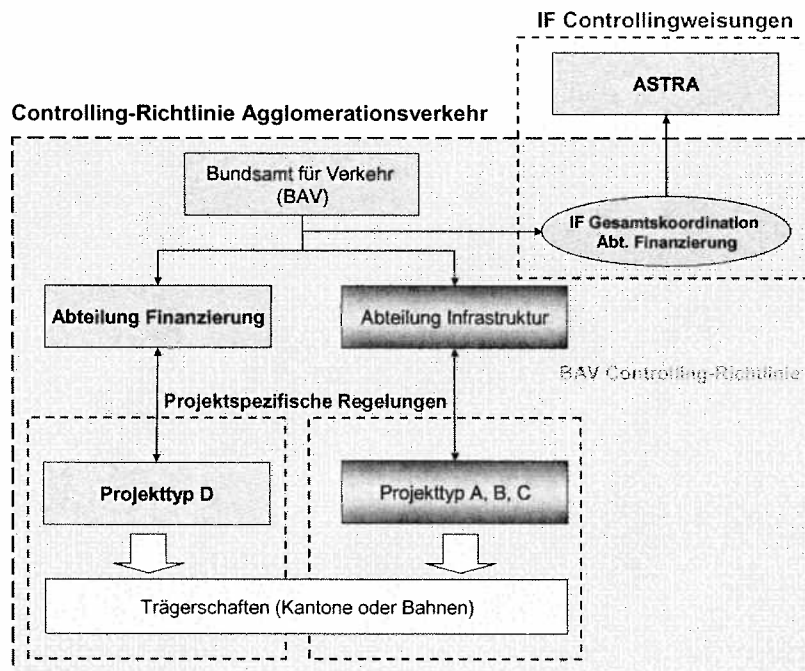 IF Controllingweisungen
ASTRA
Controlling-Richtlinie Agglomerationsverkehr
Bundsamt für Verkehr
(BAV)
IF Gesamtskoordination
Abt. Finanzierung
Abteilung Finanzierung
Abteilung Infrastruktur
BAV Controlling-Richtlinie
Projektspezifische Regelungen
Projekttyp D
Projekttyp A, B, C
Trägerschaften (Kantone oder Bahnen)